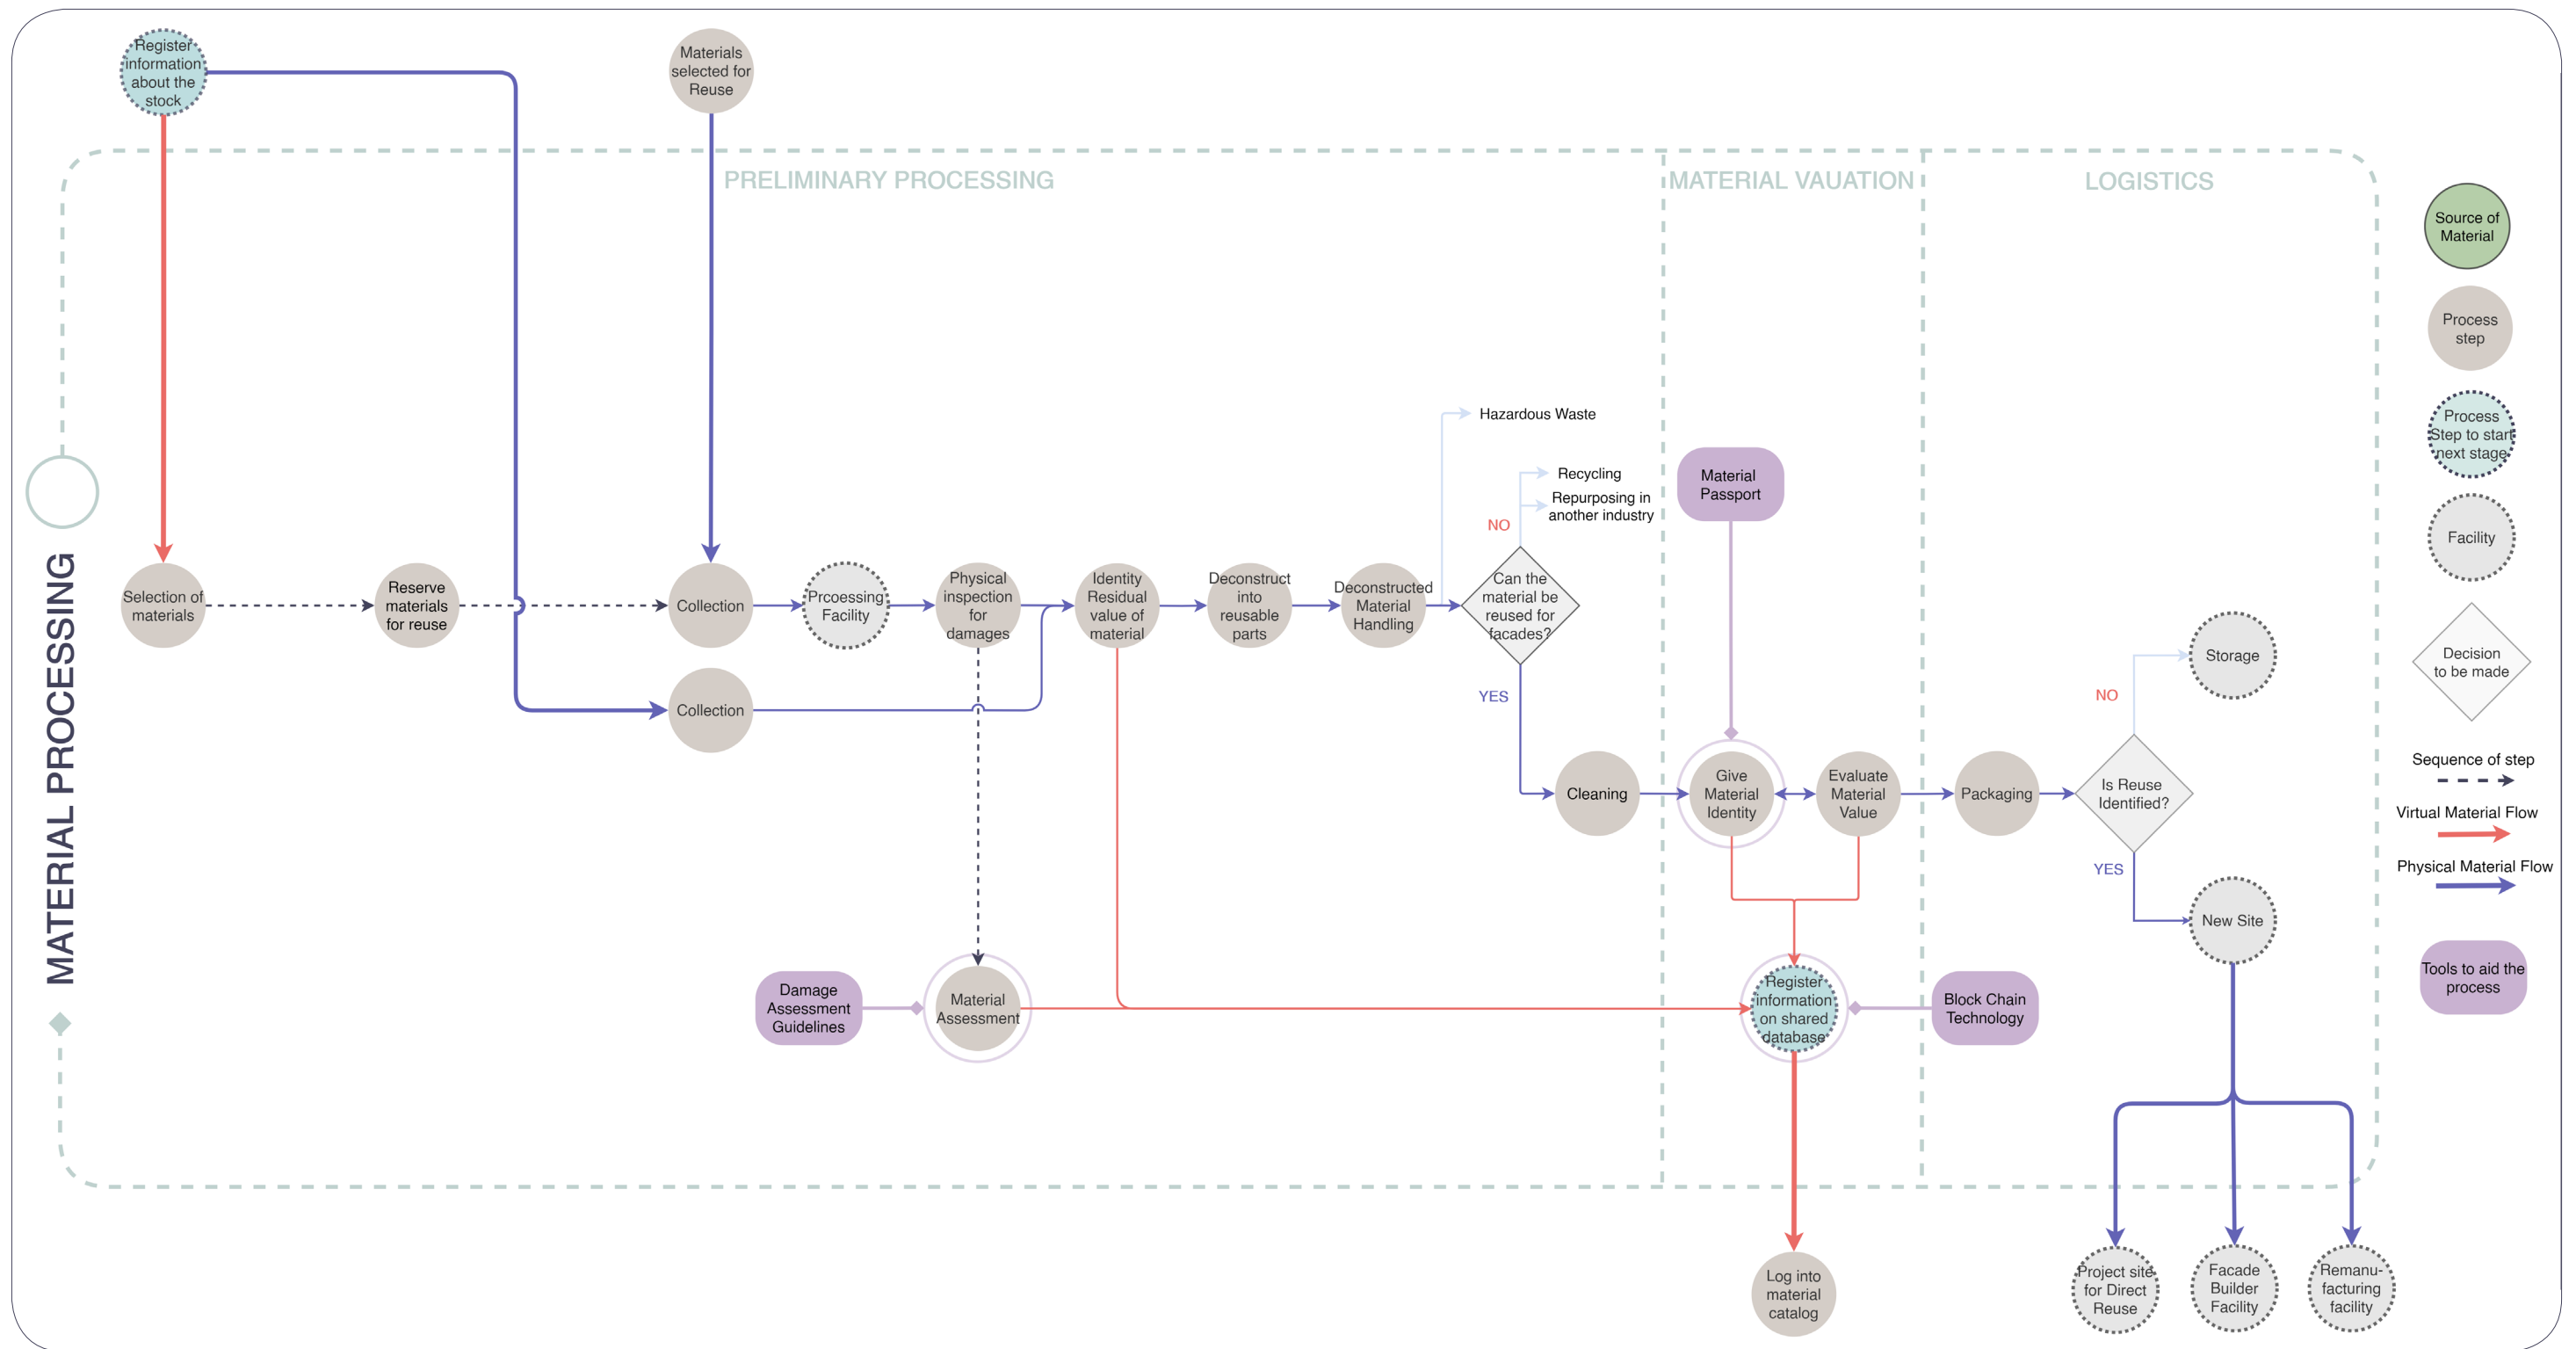 Register
information
about the
stock
Materials
selected for
Reuse
PRELIMINARY PROCESSING
MATERIAL VAUATION
LOGISTICS
MATERIAL PROCESSING
Selection of
materials
Reserve
materials
for reuse
Collection
Collection
Prcoessing
Facility
Physical
inspection
for
damages
Identity
Residual
value of
material
Deconstruct
into
reusable
parts
Deconstructed
Material
Handling
Hazardous Waste
Recycling
Repurposing in
another industry
NO
Can the
material be
reused for
facades?
YES
Cleaning
Damage
Assessment
Guidelines
Material
Assessment
Material
Passport
Give
Material
Identity
Evaluate
Material
Value
Register
information
on shared
database
Block Chain
Technology
Log into
material
catalog
Packaging
Is Reuse
Identified?
NO
Storage
YES
New Site
Project site
for Direct
Reuse
Facade
Builder
Facility
Remanu-
facturing
facility
Source of
Material
Process
step
Process
Step to start
next stage
Facility
Decision
to be made
Sequence of step
Virtual Material Flow
Physical Material Flow
Tools to aid the
process